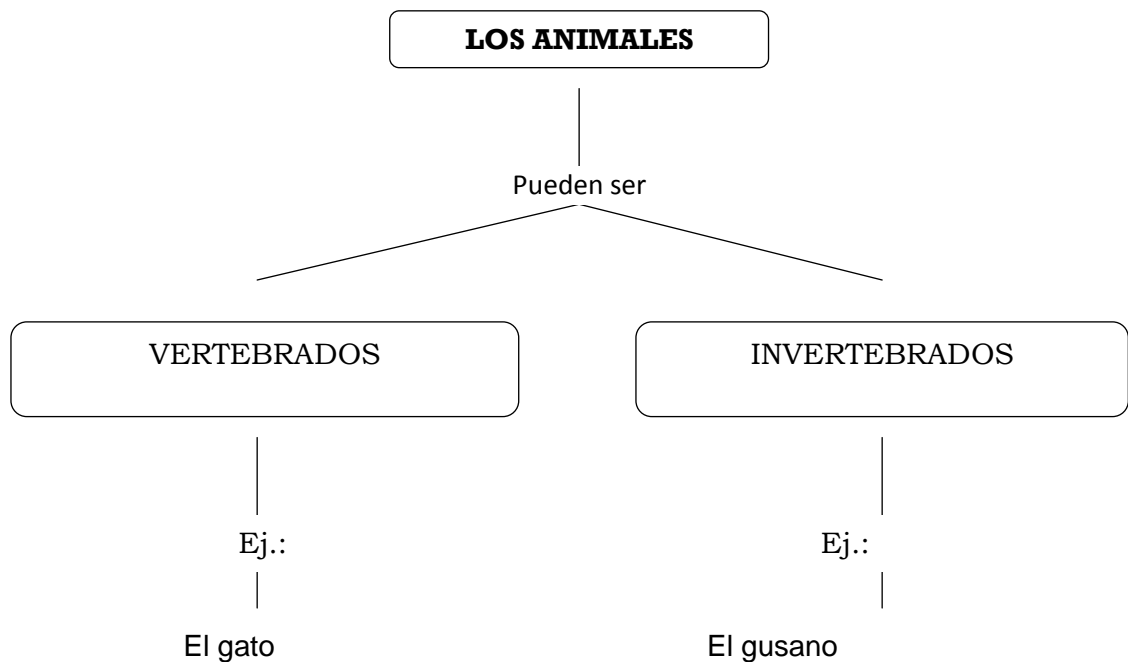 LOS ANIMALES
Pueden ser
VERTEBRADOS
INVERTEBRADOS
Ej.:
Ej.:
El gato
El gusano